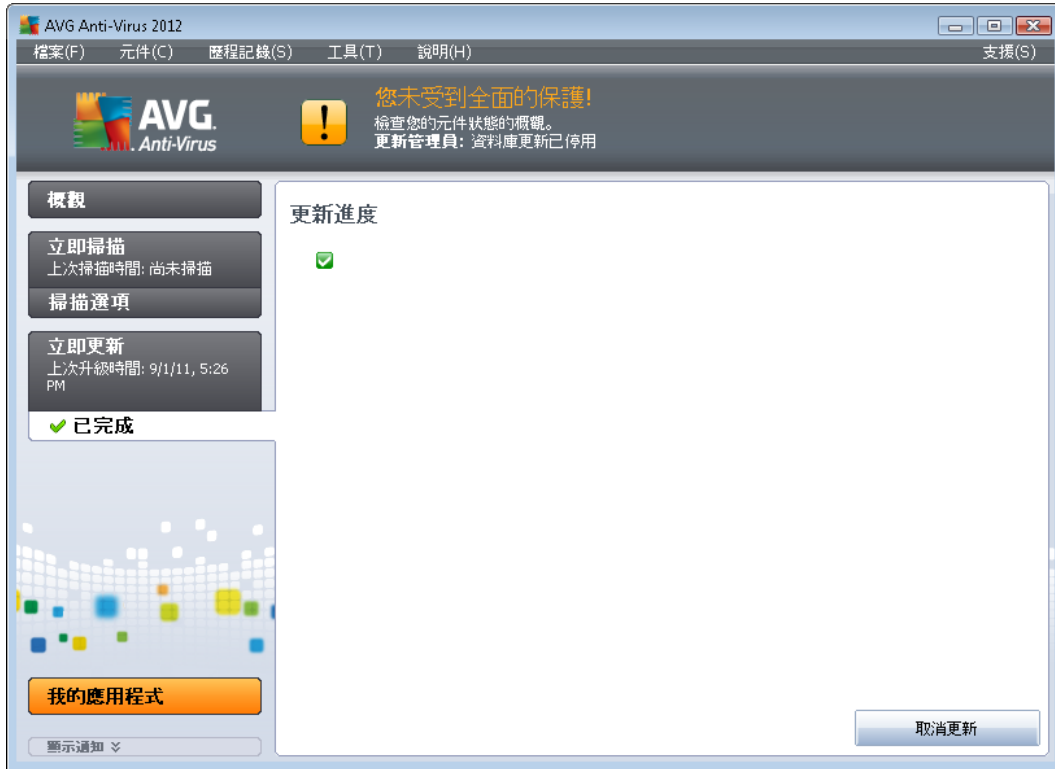 AVG Anti-Virus 2012
檔案(F) 元件(C) 歷程記錄(S) 工具(T) 說明(H) 支援(S)
AVG.
Anti-Virus
您未受到全面的保護!
檢查您的元件狀態的概觀。
更新管理員: 資料庫更新已停用
概觀
立即掃描
上次掃描時間: 尚未掃描
掃描選項
立即更新
上次升級時間: 9/1/11, 5:26
PM
已完成
我的應用程式
顯示通知
更新進度
取消更新